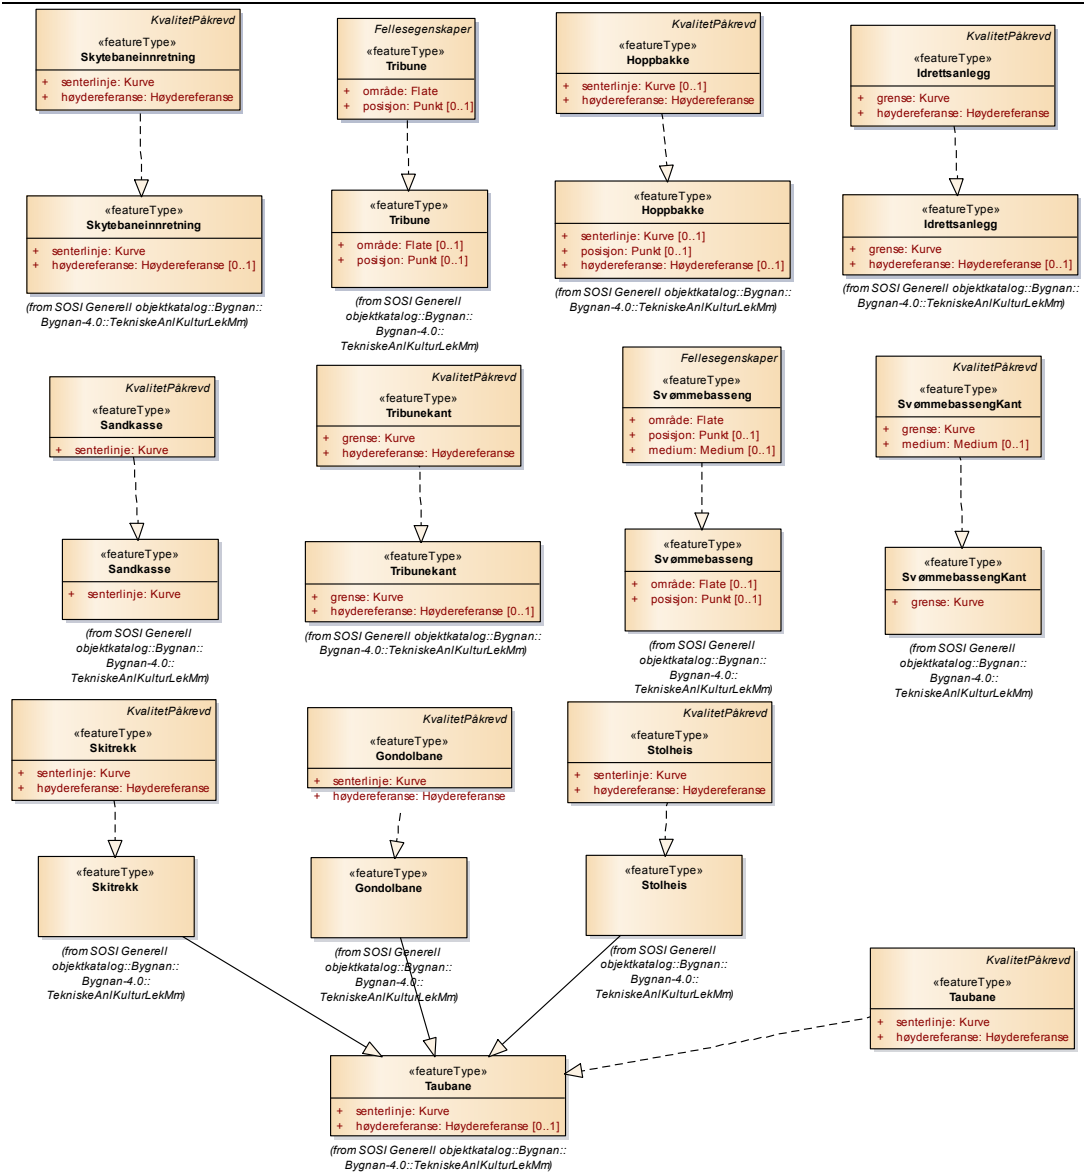 KvalitetPåkrevd
«featureType»
Skytebaneinnretning
+ senterlinje: Kurve
+ høydereferanse: Høydereferanse
Fellesegenskaper
«featureType»
Tribune
+ område: Flate
+ posisjon: Punkt [0..1]
KvalitetPåkrevd
«featureType»
Hoppbakke
+ senterlinje: Kurve [0..1]
+ høydereferanse: Høydereferanse
KvalitetPåkrevd
«featureType»
Idrettsanlegg
+ grense: Kurve
+ høydereferanse: Høydereferanse
«featureType»
Skytebaneinnretning
+ senterlinje: Kurve
+ høydereferanse: Høydereferanse [0..1]
(from SOSI Generell objektkatalog::Bygnan::
Bygnan-4.0::TekniskeAnlKulturLekMm)
«featureType»
Tribune
+ område: Flate [0..1]
+ posisjon: Punkt [0..1]
(from SOSI Generell
objektkatalog::Bygnan::
Bygnan-4.0::
TekniskeAnlKulturLekMm)
«featureType»
Hoppbakke
+ senterlinje: Kurve [0..1]
+ posisjon: Punkt [0..1]
+ høydereferanse: Høydereferanse [0..1]
(from SOSI Generell objektkatalog::Bygnan::
Bygnan-4.0::TekniskeAnlKulturLekMm)
«featureType»
Idrettsanlegg
+ grense: Kurve
+ høydereferanse: Høydereferanse [0..1]
(from SOSI Generell objektkatalog::Bygnan::
Bygnan-4.0::TekniskeAnlKulturLekMm)
KvalitetPåkrevd
«featureType»
Sandkasse
+ senterlinje: Kurve
KvalitetPåkrevd
«featureType»
Tribunekant
+ grense: Kurve
+ høydereferanse: Høydereferanse
Fellesegenskaper
«featureType»
Svømmebasseng
+ område: Flate
+ posisjon: Punkt [0..1]
+ medium: Medium [0..1]
KvalitetPåkrevd
«featureType»
SvømmebassengKant
+ grense: Kurve
+ medium: Medium [0..1]
«featureType»
Sandkasse
+ senterlinje: Kurve
(from SOSI Generell
objektkatalog::Bygnan::
Bygnan-4.0::
TekniskeAnlKulturLekMm)
«featureType»
Tribunekant
+ grense: Kurve
+ høydereferanse: Høydereferanse [0..1]
(from SOSI Generell objektkatalog::Bygnan::
Bygnan-4.0::TekniskeAnlKulturLekMm)
«featureType»
Svømmebasseng
+ område: Flate [0..1]
+ posisjon: Punkt [0..1]
(from SOSI Generell
objektkatalog::Bygnan::
Bygnan-4.0::
TekniskeAnlKulturLekMm)
«featureType»
SvømmebassengKant
+ grense: Kurve
(from SOSI Generell
objektkatalog::Bygnan::
Bygnan-4.0::
TekniskeAnlKulturLekMm)
KvalitetPåkrevd
«featureType»
Skitrekk
+ senterlinje: Kurve
+ høydereferanse: Høydereferanse
KvalitetPåkrevd
«featureType»
Gondolbane
+ senterlinje: Kurve
+ høydereferanse: Høydereferanse
KvalitetPåkrevd
«featureType»
Stolheis
+ senterlinje: Kurve
+ høydereferanse: Høydereferanse
«featureType»
Skitrekk
(from SOSI Generell
objektkatalog::Bygnan::
Bygnan-4.0::
TekniskeAnlKulturLekMm)
«featureType»
Gondolbane
(from SOSI Generell
objektkatalog::Bygnan::
Bygnan-4.0::
TekniskeAnlKulturLekMm)
«featureType»
Stolheis
(from SOSI Generell
objektkatalog::Bygnan::
Bygnan-4.0::
TekniskeAnlKulturLekMm)
KvalitetPåkrevd
«featureType»
Taubane
+ senterlinje: Kurve
+ høydereferanse: Høydereferanse
«featureType»
Taubane
+ senterlinje: Kurve
+ høydereferanse: Høydereferanse [0..1]
(from SOSI Generell objektkatalog::Bygnan::
Bygnan-4.0::TekniskeAnlKulturLekMm)